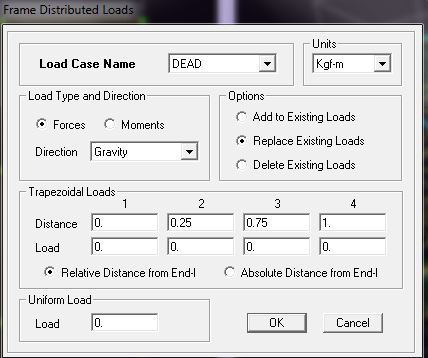 Frame Distributed Loads
Units
Load Case Name DEAD Kgf-m
Load Type and Direction
Forces Moments
Direction Gravity
Options
Add to Existing Loads
Replace Existing Loads
Delete Existing Loads
Trapezoidal Loads
1 2 3 4
Distance 0. 0.25 0.75 1.
Load 0. 0. 0. 0.
Relative Distance from End-I Absolute Distance from End-I
Uniform Load
Load 0.
OK Cancel